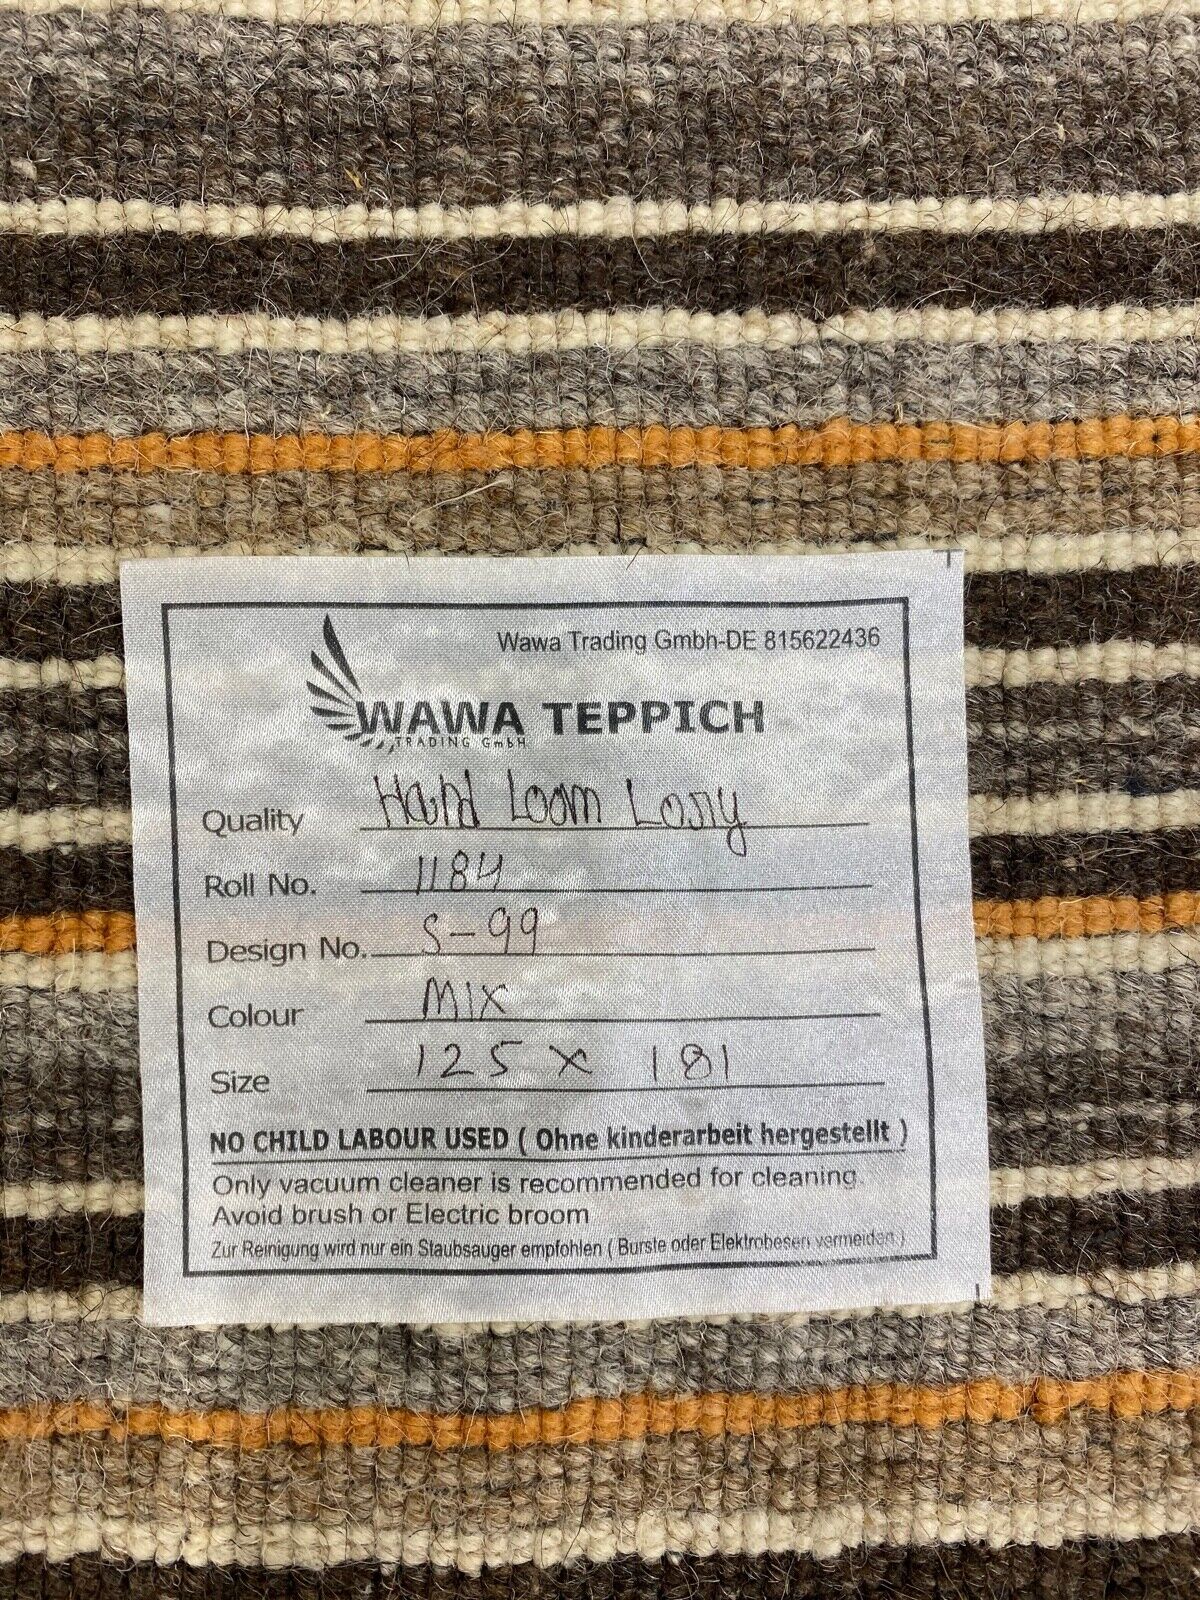 Wawa Trading Gmbh-DE 815622436
WAWA TEPPICH
TRADING GmbH
Quality Hand Loom Losny
Roll No. 1184
Design No. S-99
Colour MIX
Size 125 x 181
NO CHILD LABOUR USED ( Ohne kinderarbeit hergestellt )
Only vacuum cleaner is recommended for cleaning.
Avoid brush or Electric broom
Zur Reinigung wird nur ein Staubsauger empfohlen ( Burste oder Elektrobesen vermeiden )